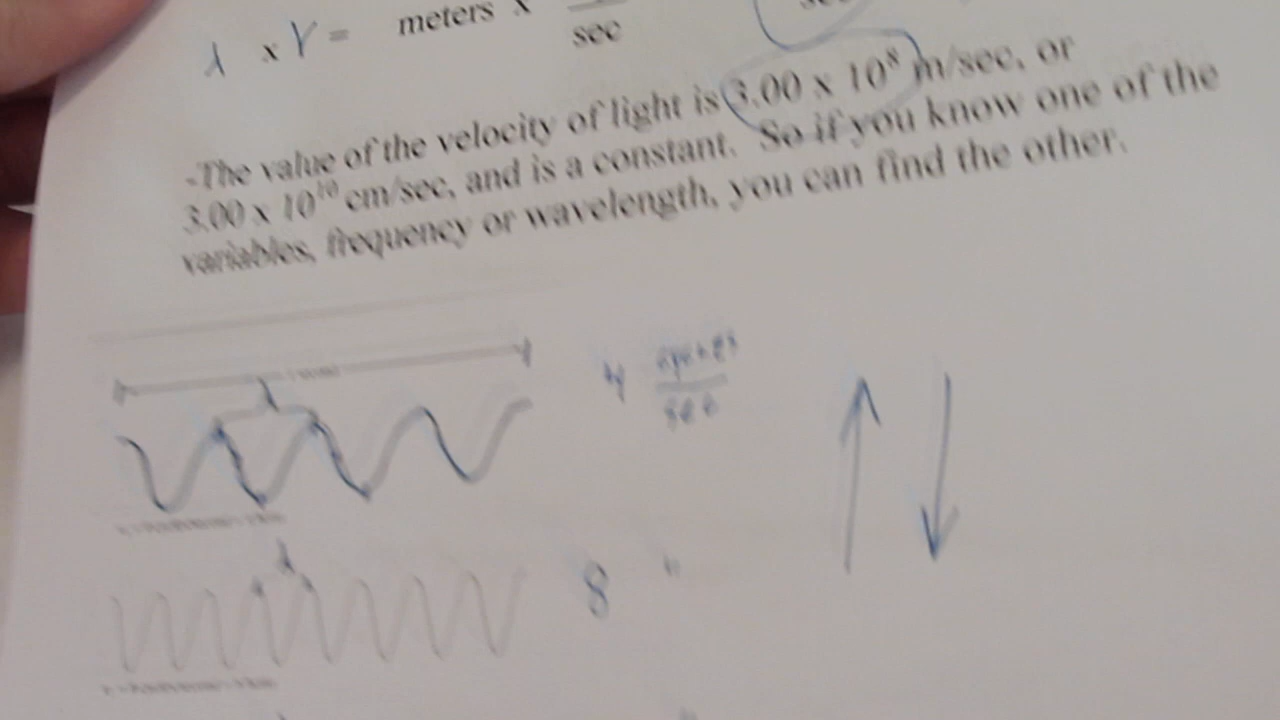 λ x ν = meters x
sec
-The value of the velocity of light is 3.00 x 10⁸ m/sec, or
3.00 x 10¹⁰ cm/sec, and is a constant. So if you know one of the
variables, frequency or wavelength, you can find the other.
λ
4 cycles
sec
λ
8 "